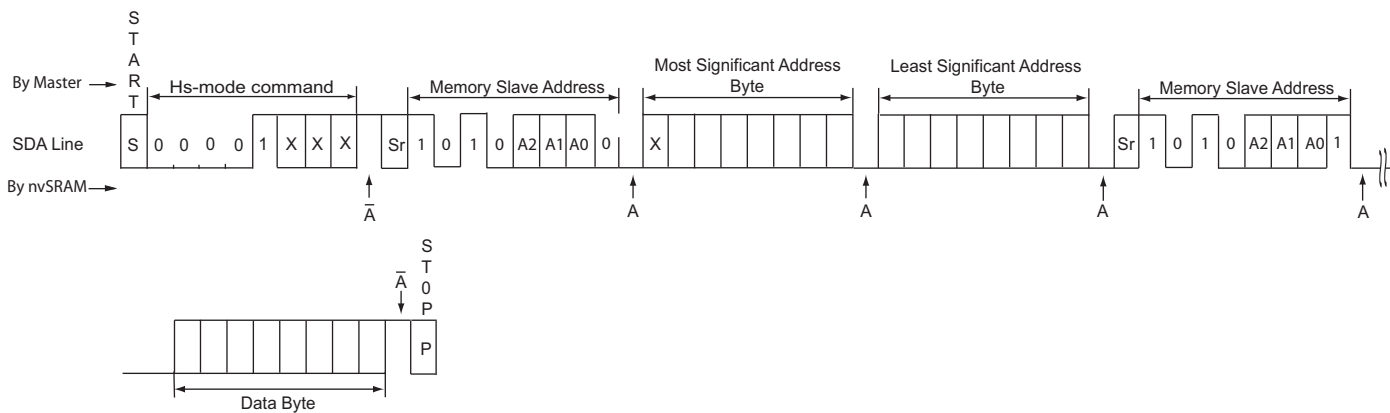 START
By Master
Hs-mode command
Memory Slave Address
Most Significant Address Byte
Least Significant Address Byte
Memory Slave Address
SDA Line
S 0 0 0 0 1 X X X Sr 1 0 1 0 A2 A1 A0 0 X Sr 1 0 1 0 A2 A1 A0 1
By nvSRAM
A̅
A
A
A
A
A̅
ST0P
P
Data Byte